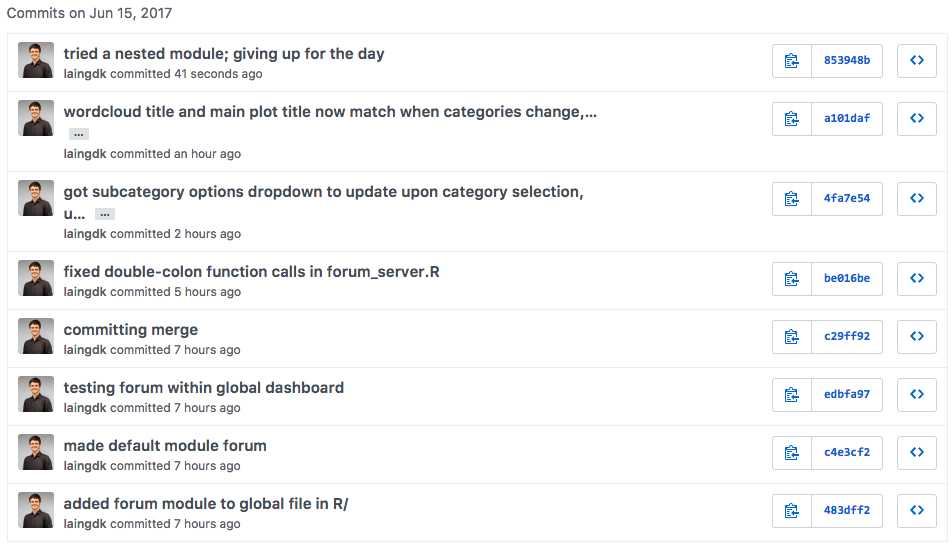 Commits on Jun 15, 2017
tried a nested module; giving up for the day
laingdk committed 41 seconds ago
853948b
wordcloud title and main plot title now match when categories change,...
...
laingdk committed an hour ago
a101daf
got subcategory options dropdown to update upon category selection,
u... ...
laingdk committed 2 hours ago
4fa7e54
fixed double-colon function calls in forum_server.R
laingdk committed 5 hours ago
be016be
committing merge
laingdk committed 7 hours ago
c29ff92
testing forum within global dashboard
laingdk committed 7 hours ago
edbfa97
made default module forum
laingdk committed 7 hours ago
c4e3cf2
added forum module to global file in R/
laingdk committed 7 hours ago
483dff2